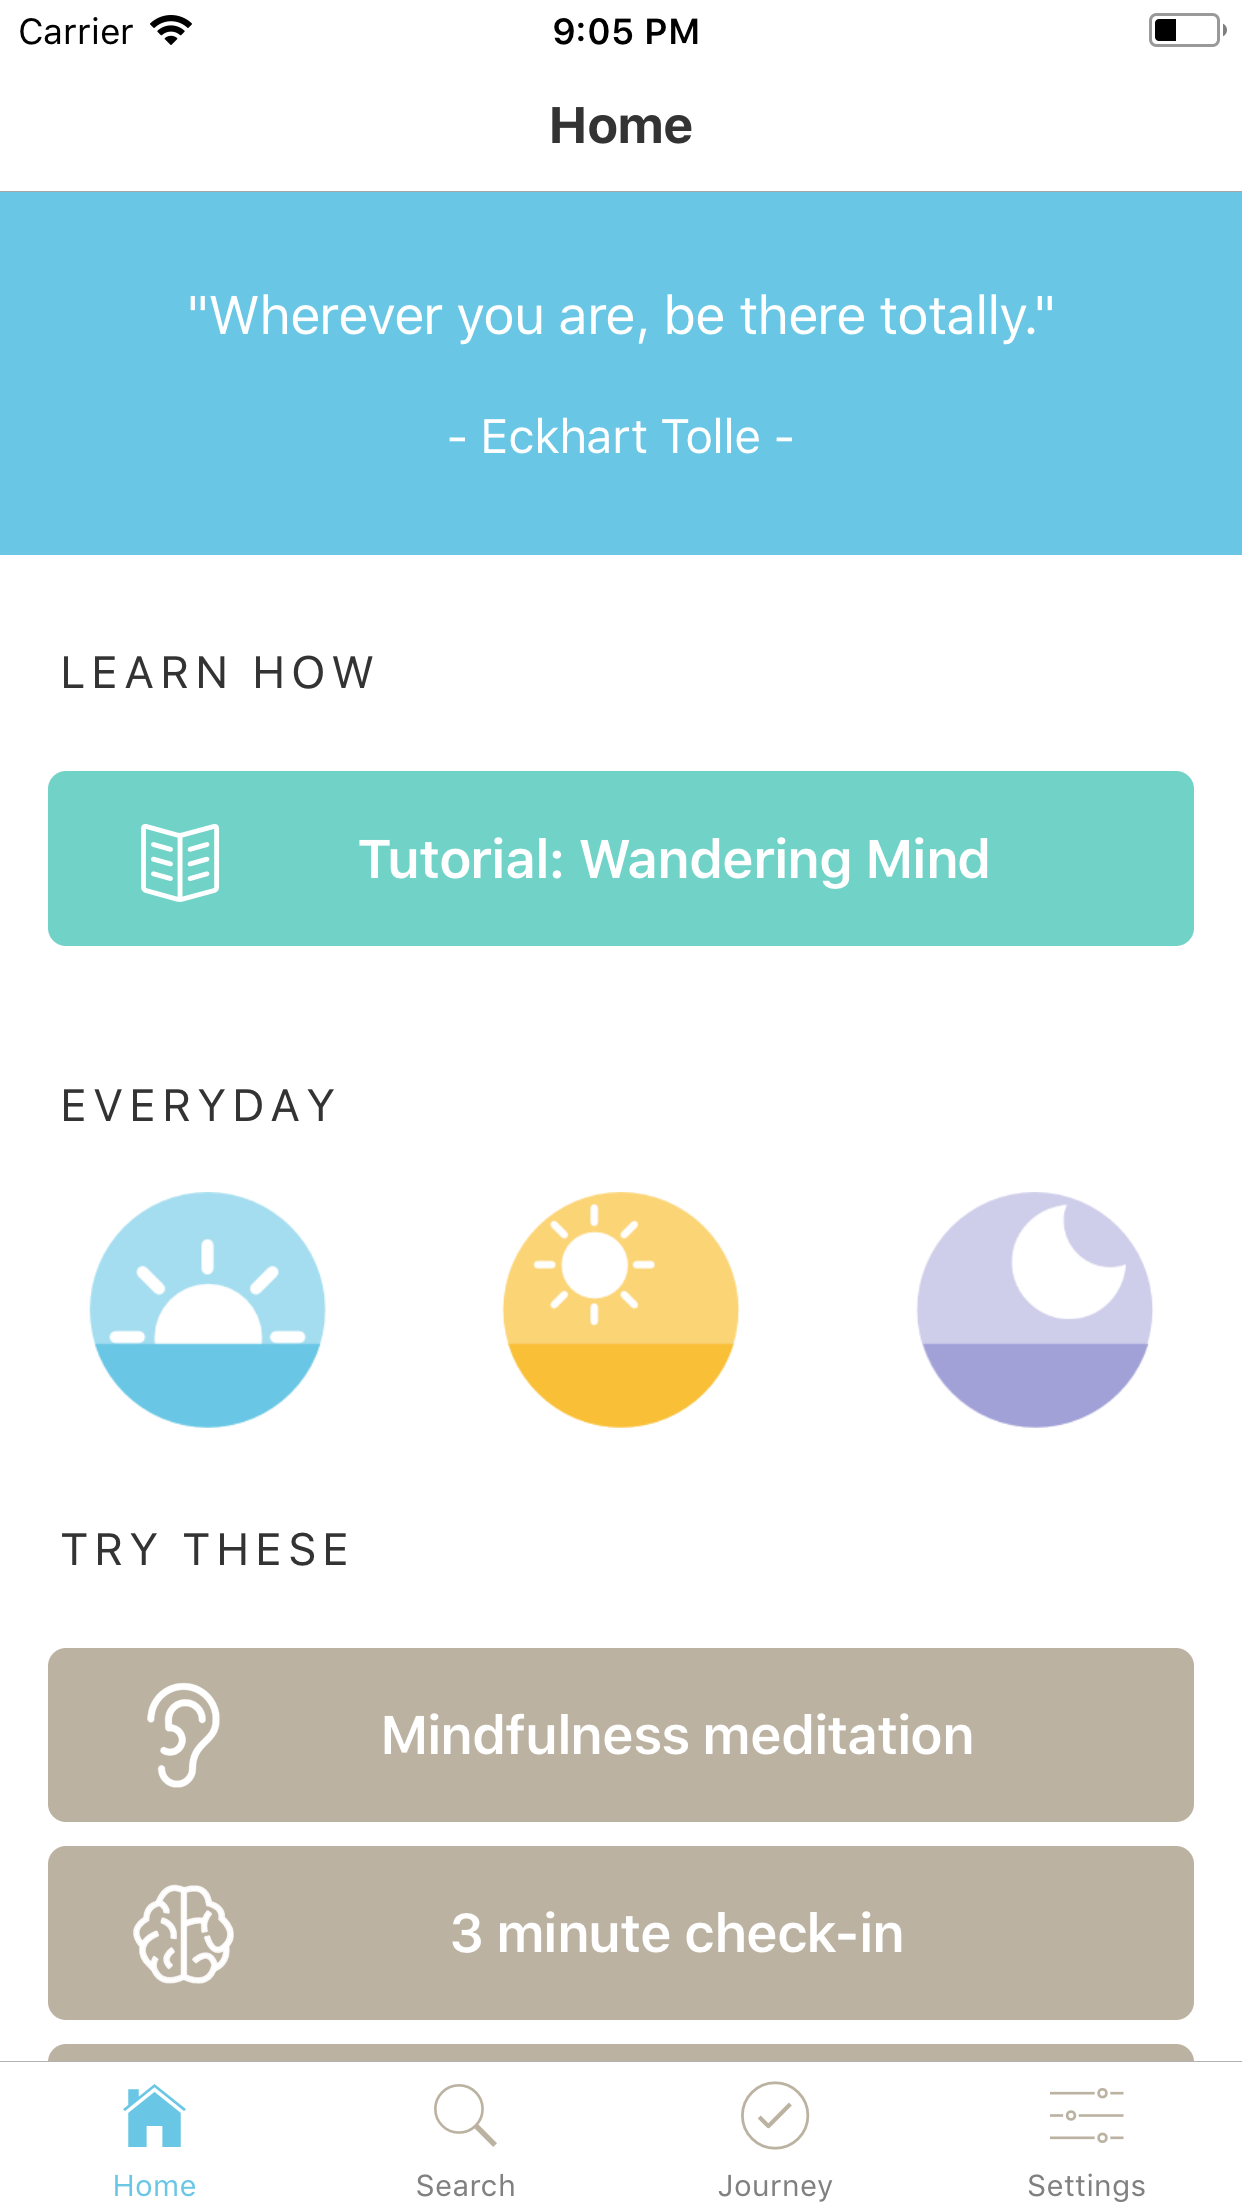 Carrier
9:05 PM
Home
"Wherever you are, be there totally."
- Eckhart Tolle -
LEARN HOW
Tutorial: Wandering Mind
EVERYDAY
TRY THESE
Mindfulness meditation
3 minute check-in
Home
Search
Journey
Settings